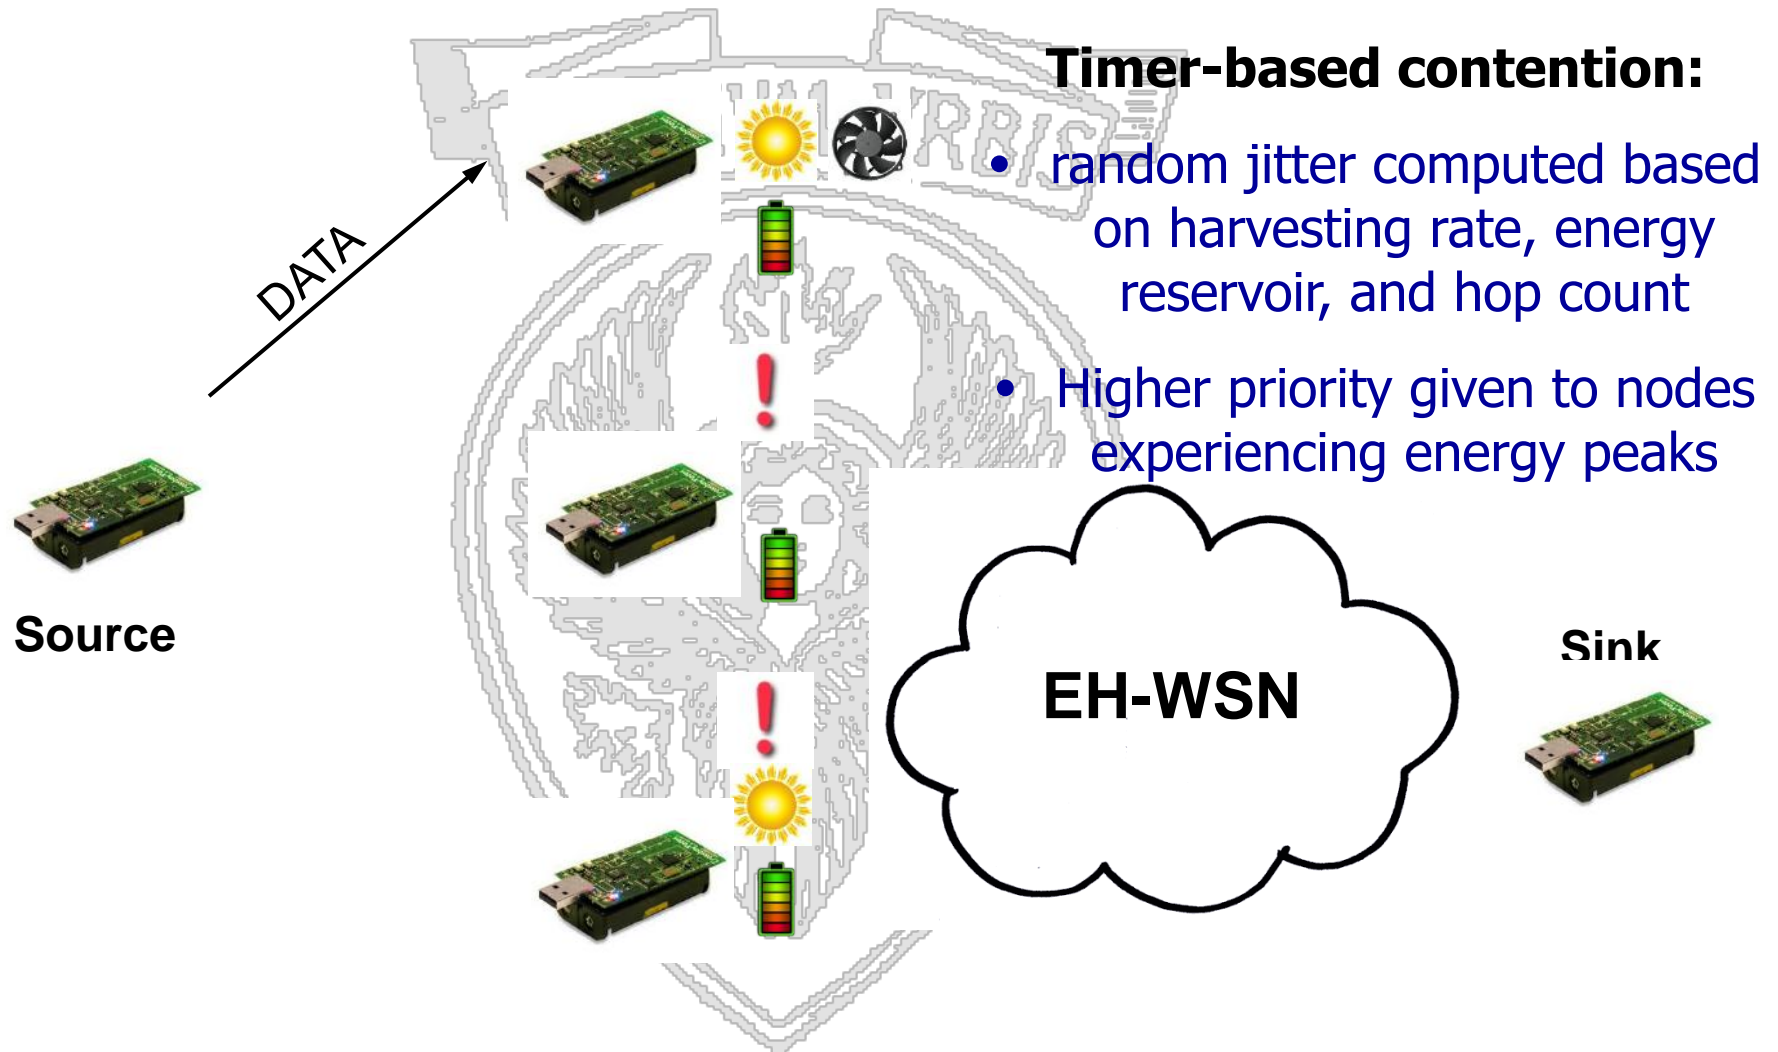 Timer-based contention:
• random jitter computed based
on harvesting rate, energy
reservoir, and hop count
• Higher priority given to nodes
experiencing energy peaks
DATA
Source
EH-WSN
Sink